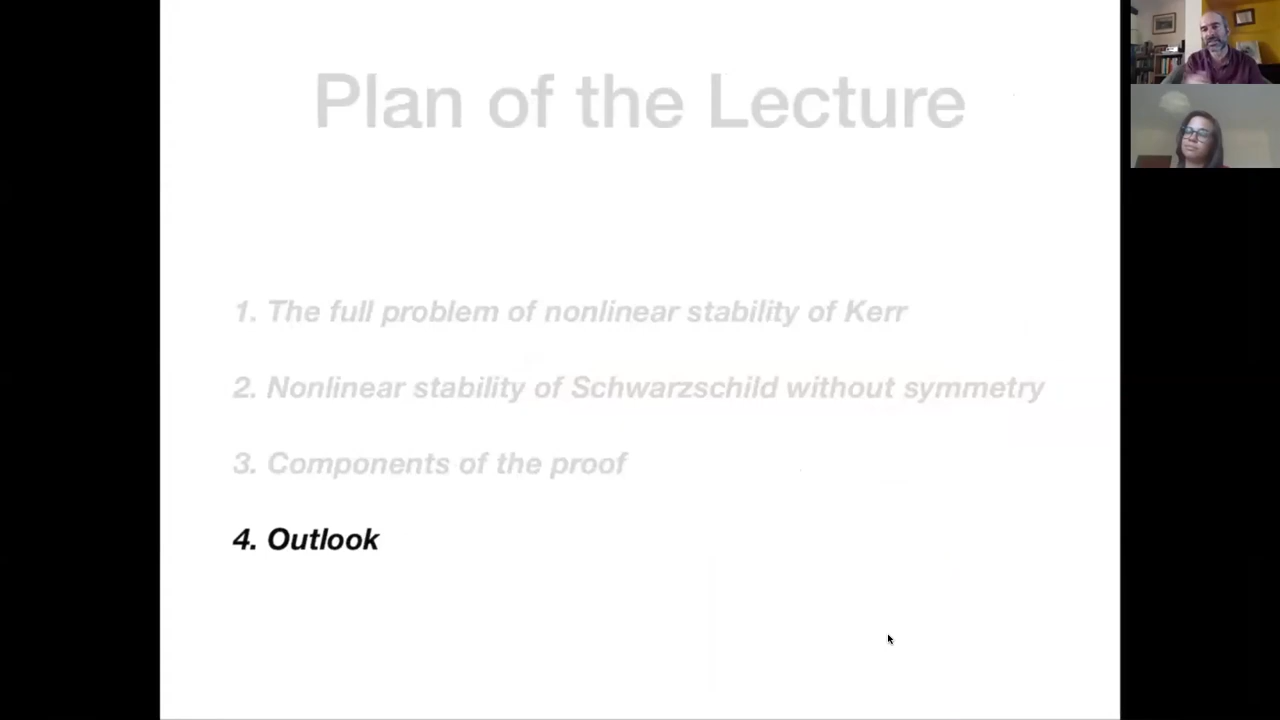 Plan of the Lecture
1. The full problem of nonlinear stability of Kerr
2. Nonlinear stability of Schwarzschild without symmetry
3. Components of the proof
4. Outlook